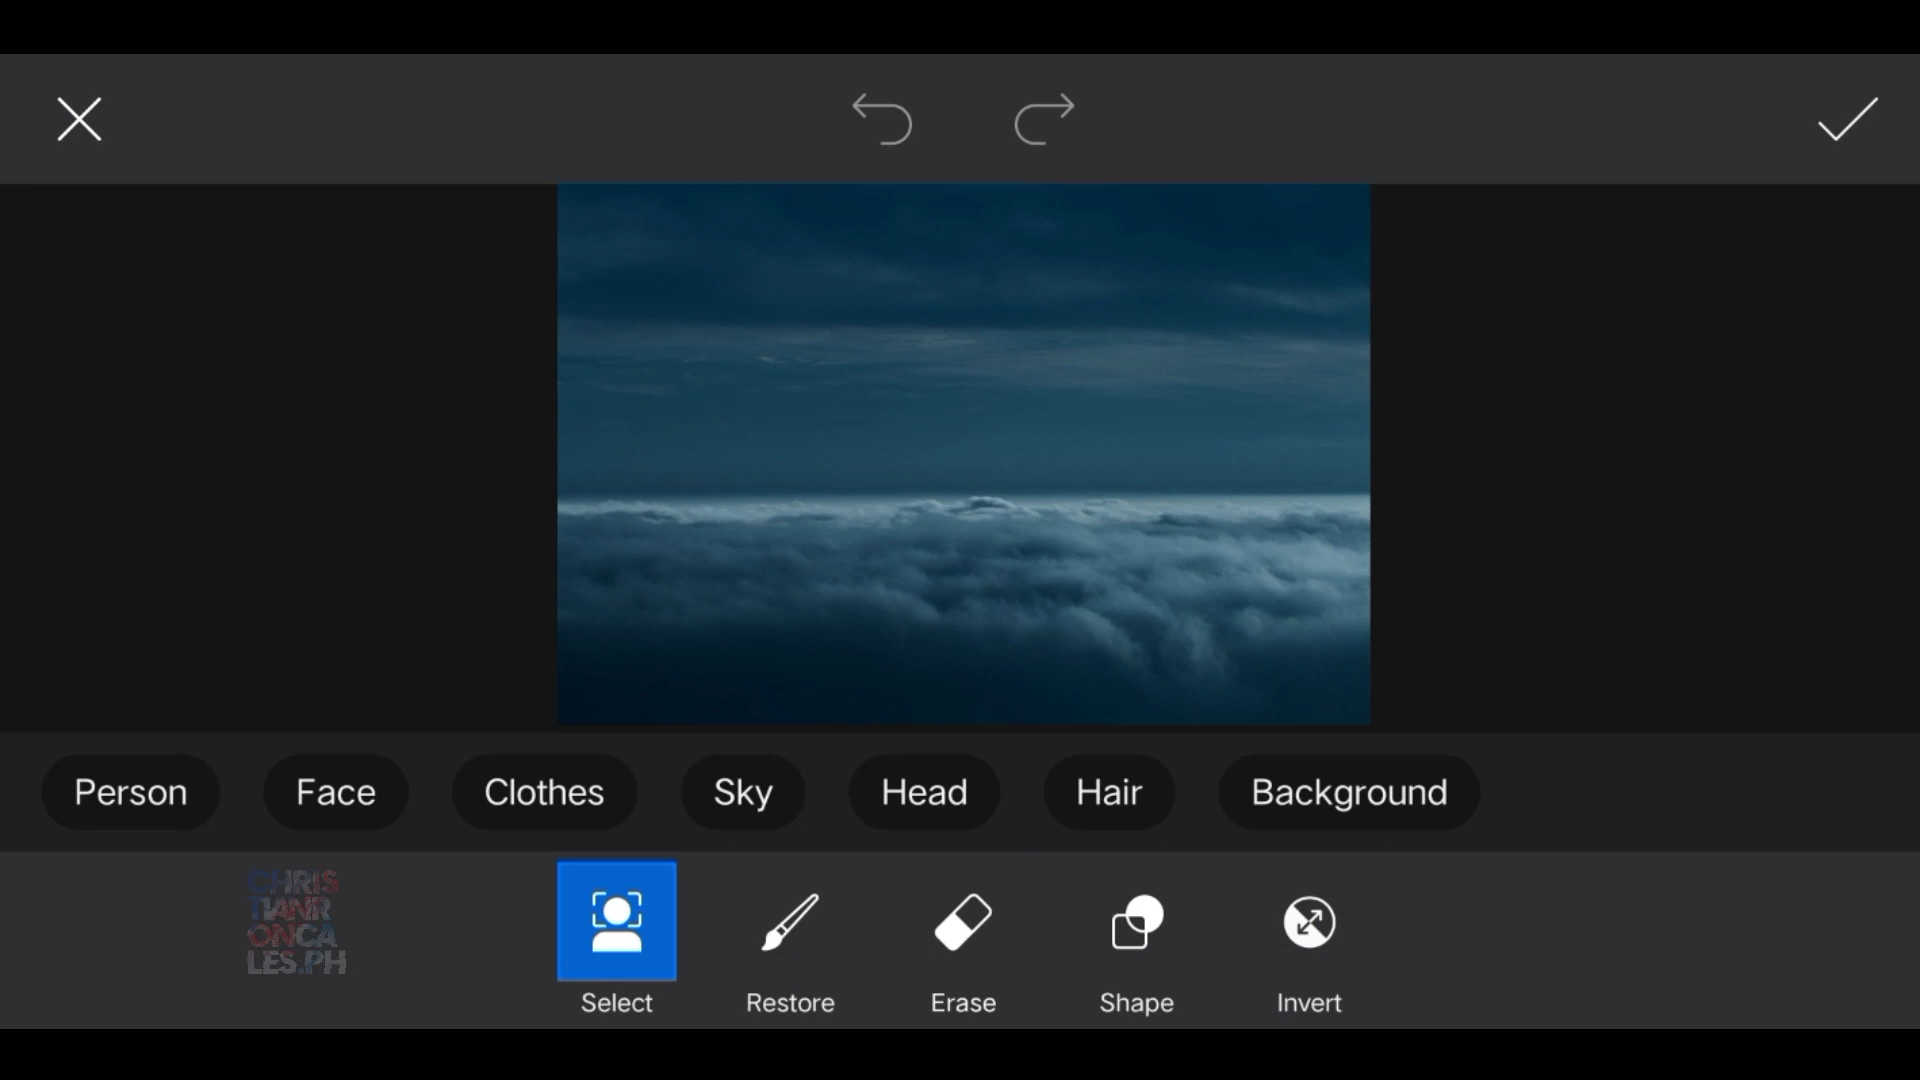 Person Face Clothes Sky Head Hair Background
CHRIS
TIANR
ONCA
LES.PH
Select Restore Erase Shape Invert